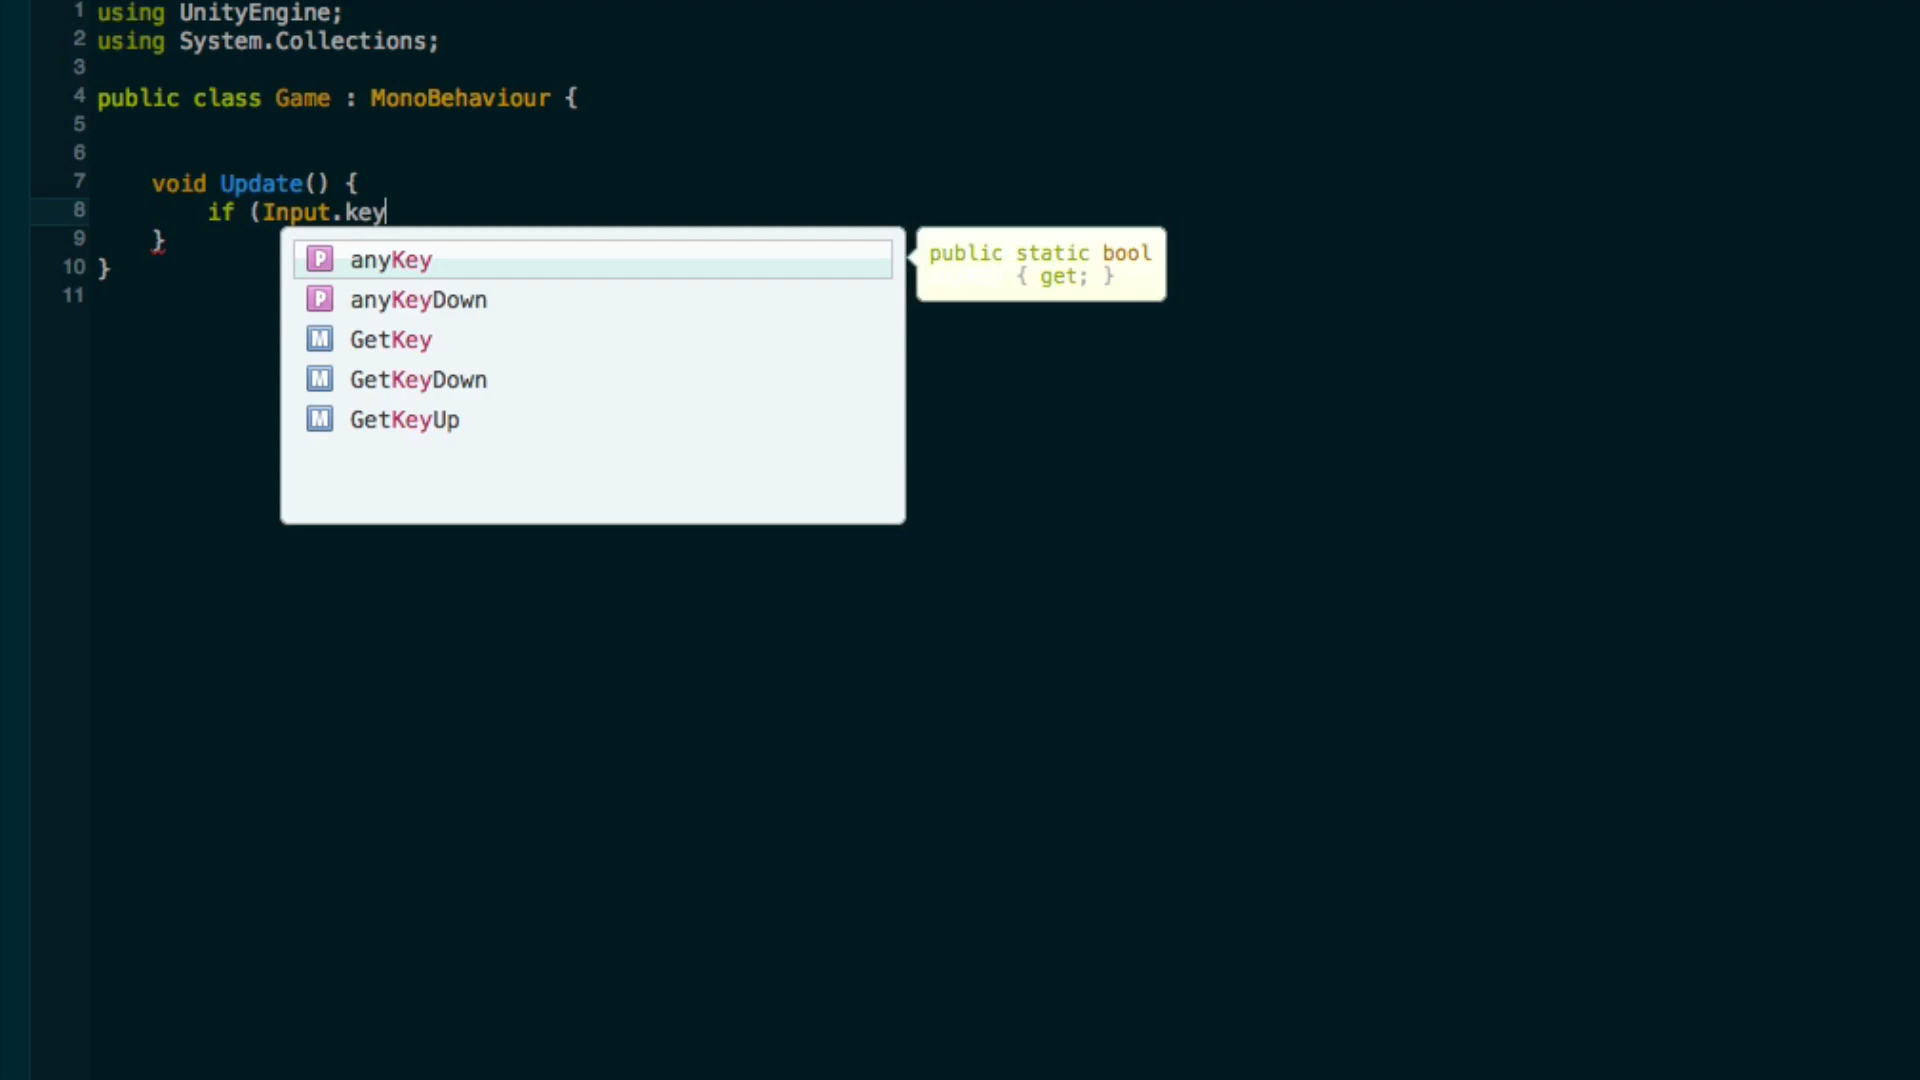 1 using UnityEngine;
2 using System.Collections;
3
4 public class Game : MonoBehaviour {
5
6
7 void Update() {
8 if (Input.key
9 }
10 }
11
P anyKey
P anyKeyDown
M GetKey
M GetKeyDown
M GetKeyUp
public static bool
{ get; }